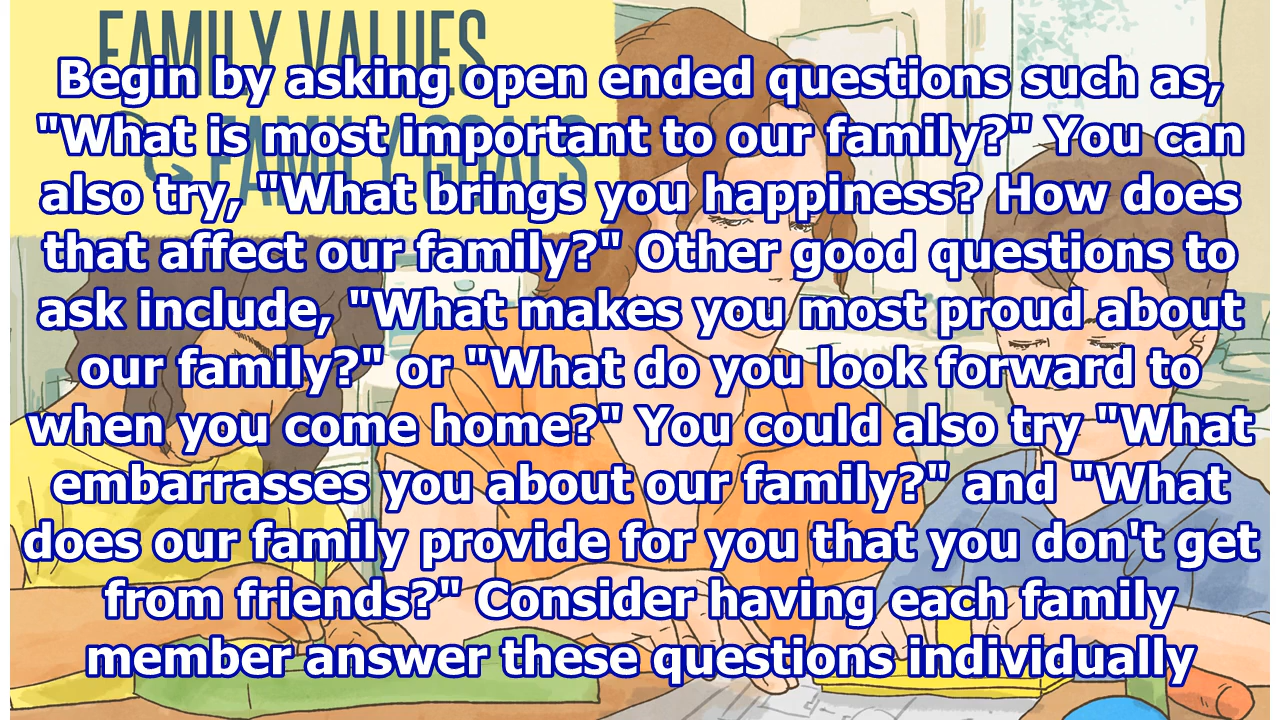 FAMILY VALUES
FAMILY GOALS
Begin by asking open ended questions such as,
"What is most important to our family?" You can
also try, "What brings you happiness? How does
that affect our family?" Other good questions to
ask include, "What makes you most proud about
our family?" or "What do you look forward to
when you come home?" You could also try "What
embarrasses you about our family?" and "What
does our family provide for you that you don't get
from friends?" Consider having each family
member answer these questions individually